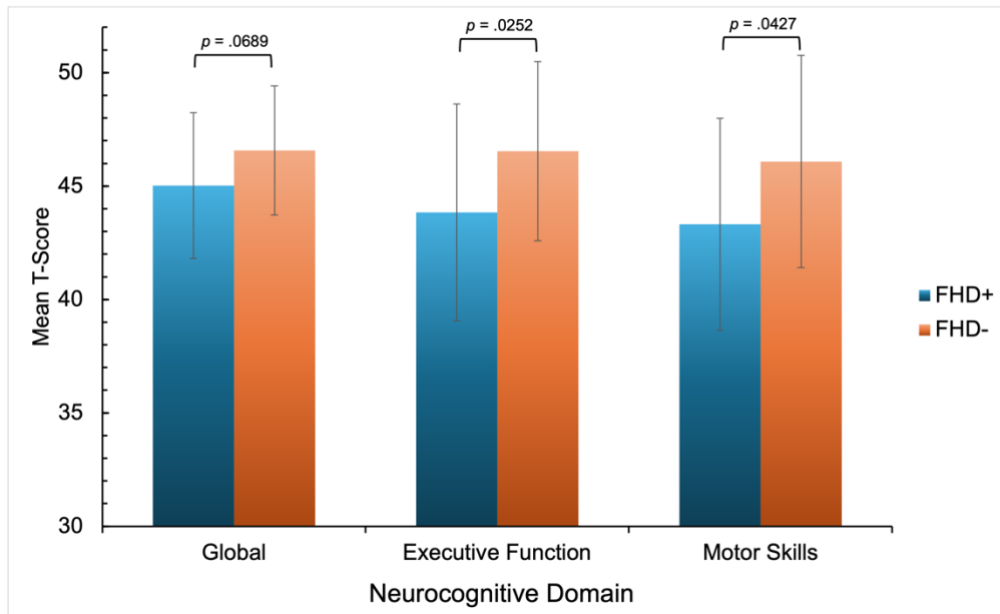 p = .0689
p = .0252
p = .0427
50
45
40
35
30
Mean T-Score
Global
Executive Function
Motor Skills
Neurocognitive Domain
FHD+
FHD-